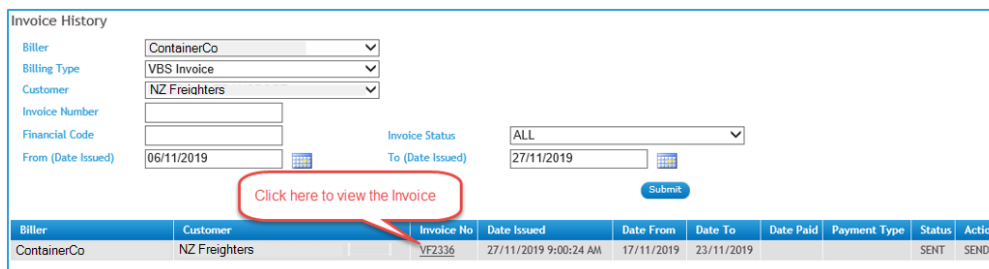 Invoice History
Biller ContainerCo
Billing Type VBS Invoice
Customer NZ Freighters
Invoice Number
Financial Code Invoice Status ALL
From (Date Issued) 06/11/2019 To (Date Issued) 27/11/2019
Click here to view the Invoice Submit
Biller Customer Invoice No Date Issued Date From Date To Date Paid Payment Type Status Actio
ContainerCo NZ Freighters VF2336 27/11/2019 9:00:24 AM 17/11/2019 23/11/2019 SENT SEND